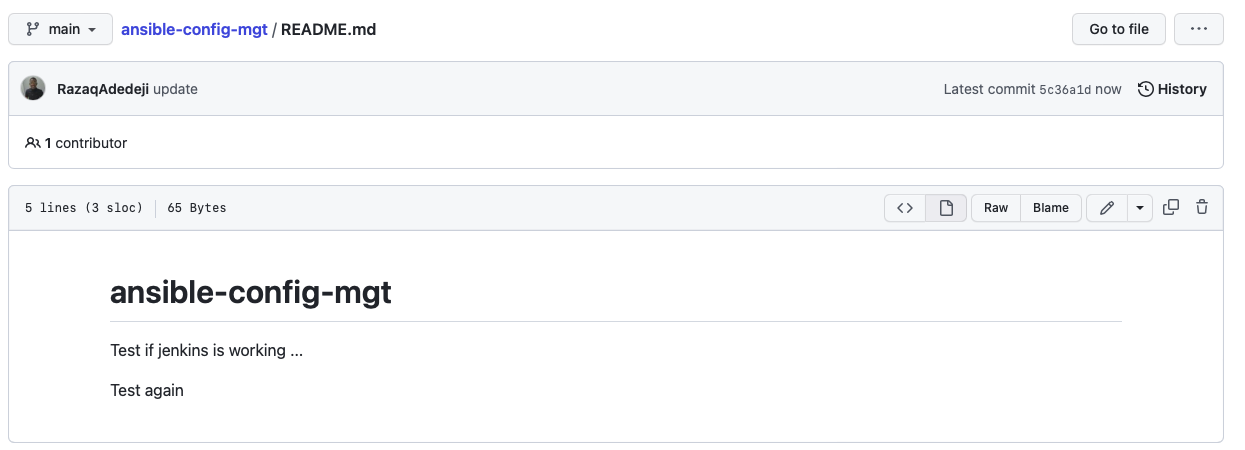 main ansible-config-mgt / README.md Go to file ...
RazaqAdedeji update Latest commit 5c36a1d now History
1 contributor
5 lines (3 sloc) 65 Bytes <> Raw Blame
ansible-config-mgt
Test if jenkins is working ...
Test again